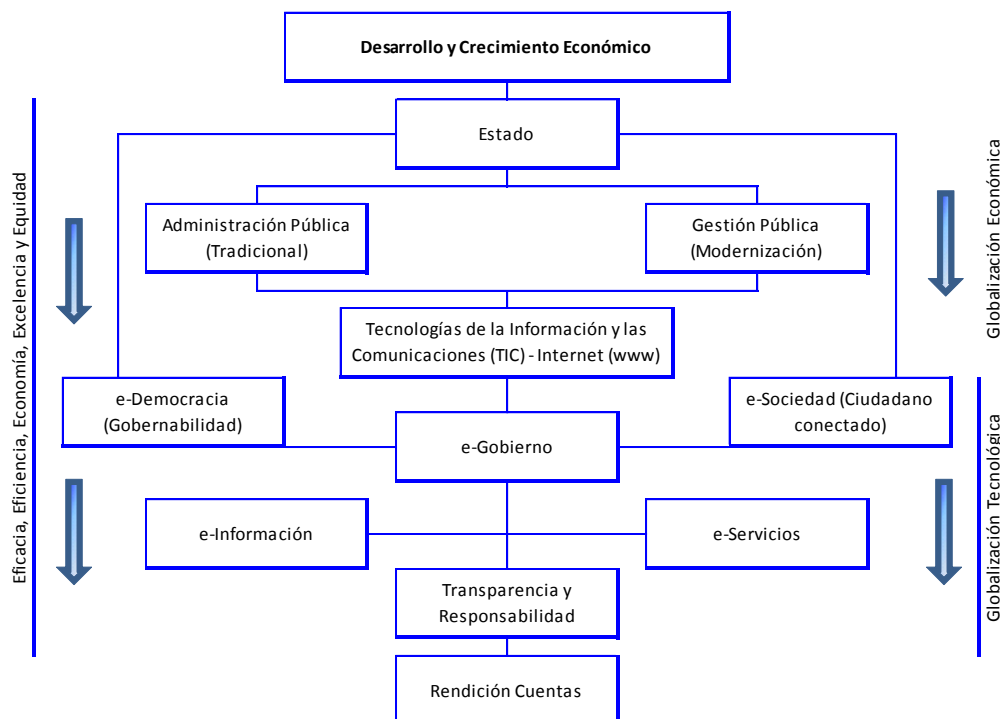 Desarrollo y Crecimiento Económico
Estado
Administración Pública
(Tradicional)
Gestión Pública
(Modernización)
Tecnologías de la Información y las
Comunicaciones (TIC) - Internet (www)
e-Democracia
(Gobernabilidad)
e-Sociedad (Ciudadano
conectado)
e-Gobierno
e-Información
e-Servicios
Transparencia y
Responsabilidad
Rendición Cuentas
Eficacia, Eficiencia, Economía, Excelencia y Equidad
Globalización Económica
Globalización Tecnológica